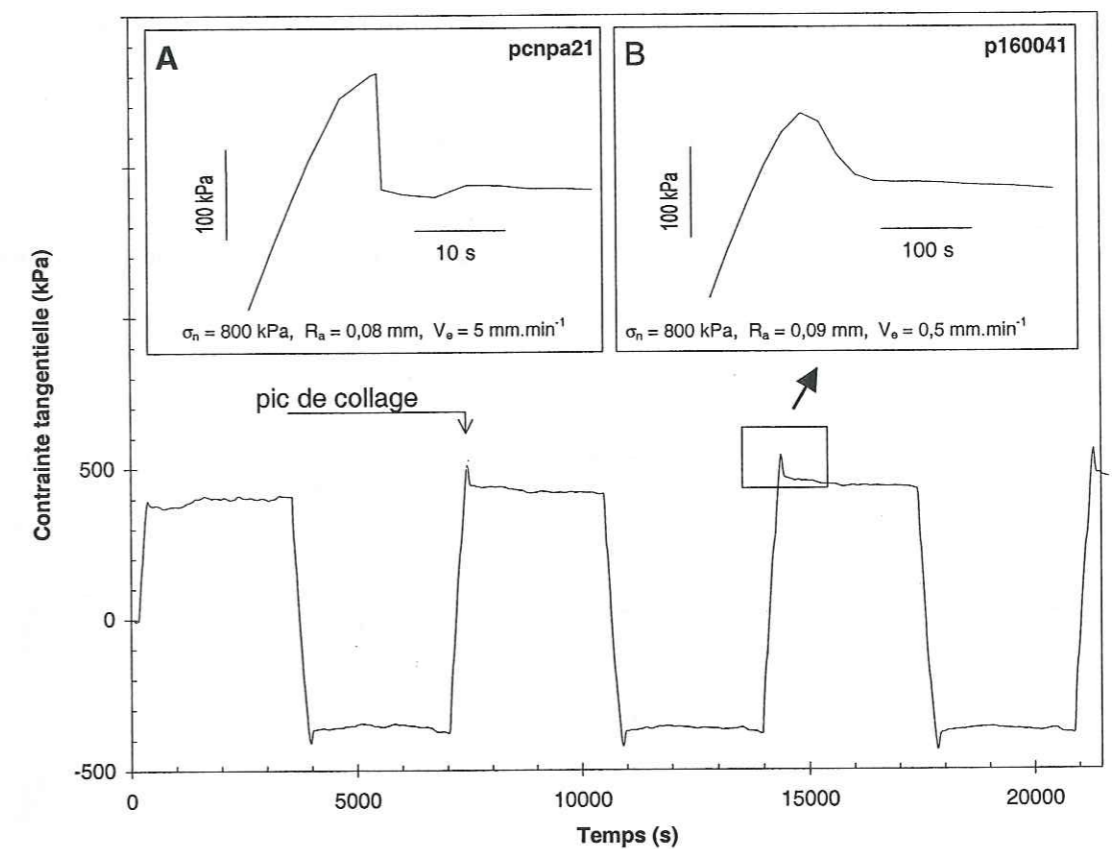 A
pcnpa21
100 kPa
10 s
σₙ = 800 kPa, Rₐ = 0,08 mm, Vₑ = 5 mm.min⁻¹
B
p160041
100 kPa
100 s
σₙ = 800 kPa, Rₐ = 0,09 mm, Vₑ = 0,5 mm.min⁻¹
pic de collage
Contrainte tangentielle (kPa)
500
0
-500
0
5000
10000
15000
20000
Temps (s)